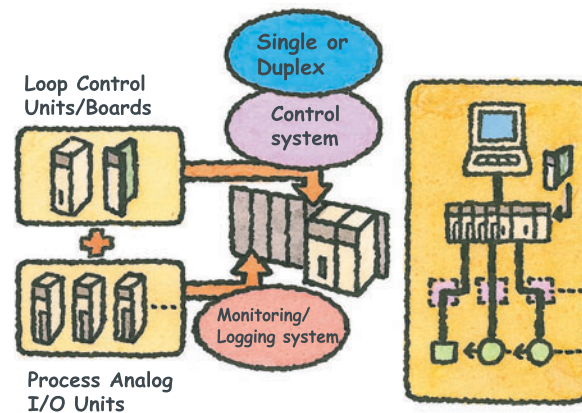 Single or
Duplex
Loop Control
Units/Boards
Control
system
Monitoring/
Logging system
Process Analog
I/O Units